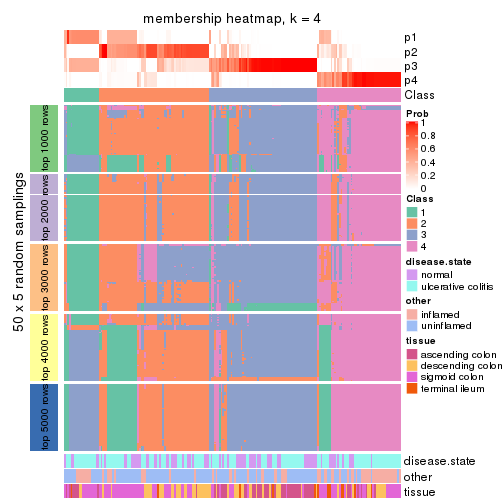 membership heatmap, k = 4
p1
p2
p3
p4
Class
50 x 5 random samplings
top 1000 rows
top 2000 rows
top 3000 rows
top 4000 rows
top 5000 rows
disease.state
other
tissue
Prob
1
0.8
0.6
0.4
0.2
0
Class
1
2
3
4
disease.state
normal
ulcerative colitis
other
inflamed
uninflamed
tissue
ascending colon
descending colon
sigmoid colon
terminal ileum